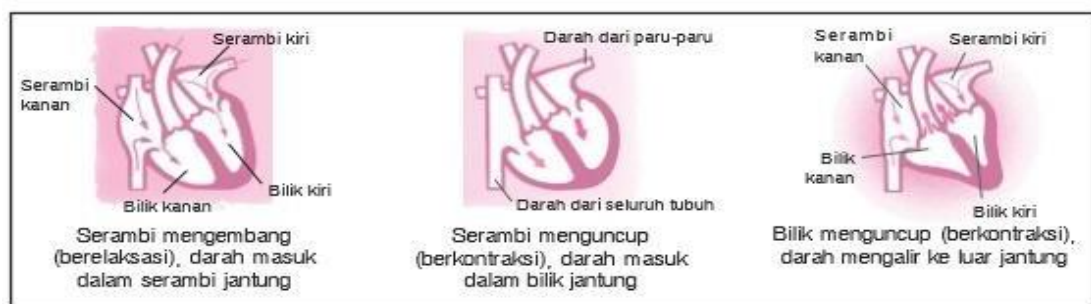 Serambi kiri
Serambi
kanan
Bilik kiri
Bilik kanan
Serambi mengembang
(berelaksasi), darah masuk
dalam serambi jantung
Darah dari paru-paru
Darah dari seluruh tubuh
Serambi menguncup
(berkontraksi), darah masuk
dalam bilik jantung
Serambi
kanan
Serambi kiri
Bilik
kanan
Bilik kiri
Bilik menguncup (berkontraksi),
darah mengalir ke luar jantung